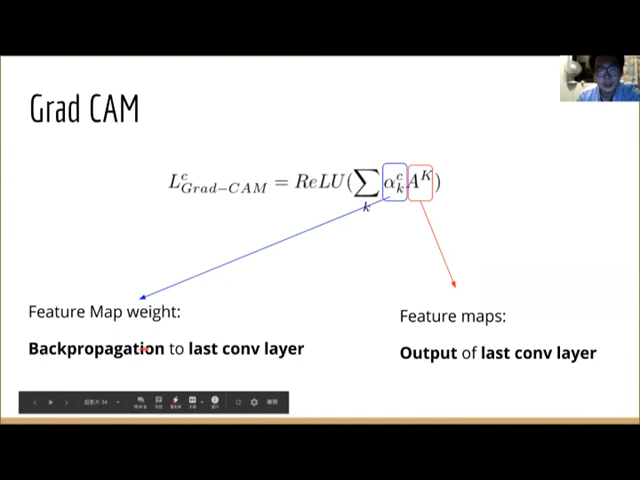 Grad CAM
L^c_{Grad-CAM} = ReLU(∑_k α^c_k A^K)
Feature Map weight:
Backpropagation to last conv layer
Feature maps:
Output of last conv layer